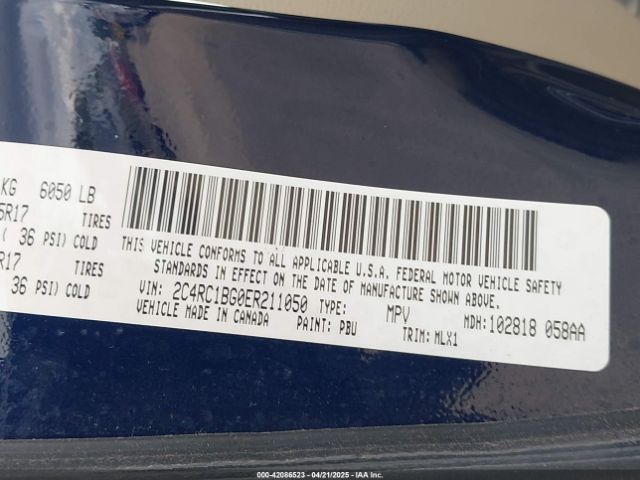 KG 6050 LB
5R17 TIRES
( 36 PSI) COLD
R17 TIRES
36 PSI) COLD
THIS VEHICLE CONFORMS TO ALL APPLICABLE U.S.A. FEDERAL MOTOR VEHICLE SAFETY
STANDARDS IN EFFECT ON THE DATE OF MANUFACTURE SHOWN ABOVE.
VIN: 2C4RC1BG0ER211050 TYPE: MPV MDH:102818 058AA
VEHICLE MADE IN CANADA PAINT: PBU TRIM: MLX1
000-42086523 - 04/21/2025 - IAA Inc.